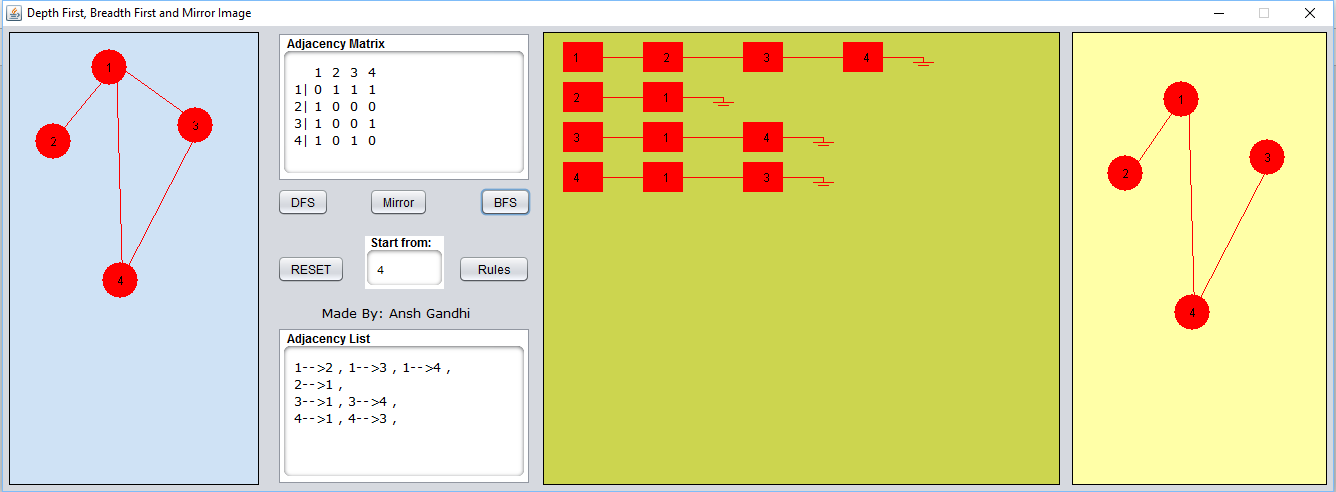 Depth First, Breadth First and Mirror Image
1
2
3
4
Adjacency Matrix
1 2 3 4
1| 0 1 1 1
2| 1 0 0 0
3| 1 0 0 1
4| 1 0 1 0
DFS Mirror BFS
Start from:
RESET 4 Rules
Made By: Ansh Gandhi
Adjacency List
1-->2 , 1-->3 , 1-->4 ,
2-->1 ,
3-->1 , 3-->4 ,
4-->1 , 4-->3 ,
1 2 3 4
2 1
3 1 4
4 1 3
1
3
2
4